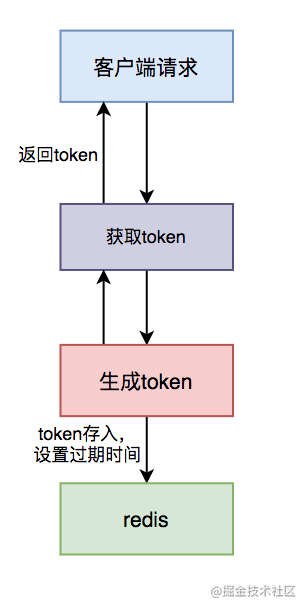 客户端请求
返回token
获取token
生成token
token存入，
设置过期时间
redis
@掘金技术社区